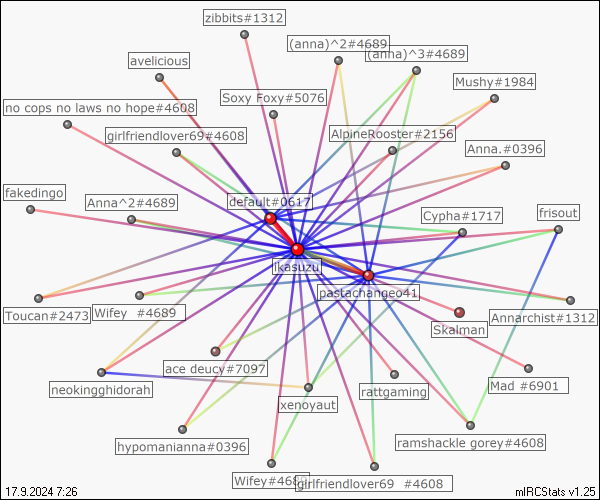 zibbits#1312
(anna)^2#4689
(anna)^3#4689
avelicious
Mushy#1984
Soxy Foxy#5076
no cops no laws no hope#4608
girlfriendlover69#4608
AlpineRooster#2156
Anna.#0396
fakedingo
Anna^2#4689
default#0617
Cypha#1717
frisout
ikasuzu
pastachangeo41
Toucan#2473
Wifey #4689
Skalman
Annarchist#1312
ace deucy#7097
neokingghidorah
rattgaming
Mad #6901
xenoyaut
hypomanianna#0396
ramshackle gorey#4608
Wifey#4689
girlfriendlover69 #4608
17.9.2024 7:26
mIRCStats v1.25